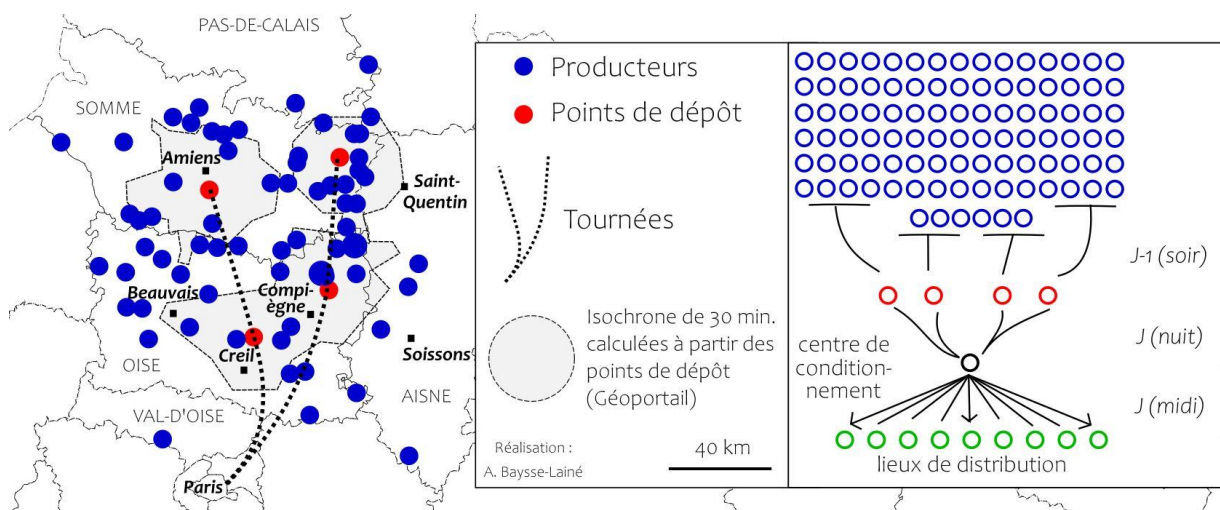 PAS-DE-CALAIS
SOMME
Amiens
Saint-
Quentin
Beauvais
Compi-
ègne
Creil
Soissons
OISE
AISNE
VAL-D'OISE
Paris
Producteurs
Points de dépôt
Tournées
Isochrone de 30 min.
calculées à partir des
points de dépôt
(Géoportail)
Réalisation :
A. Baysse-Lainé
40 km
J-1 (soir)
J (nuit)
centre de
condition-
nement
J (midi)
lieux de distribution